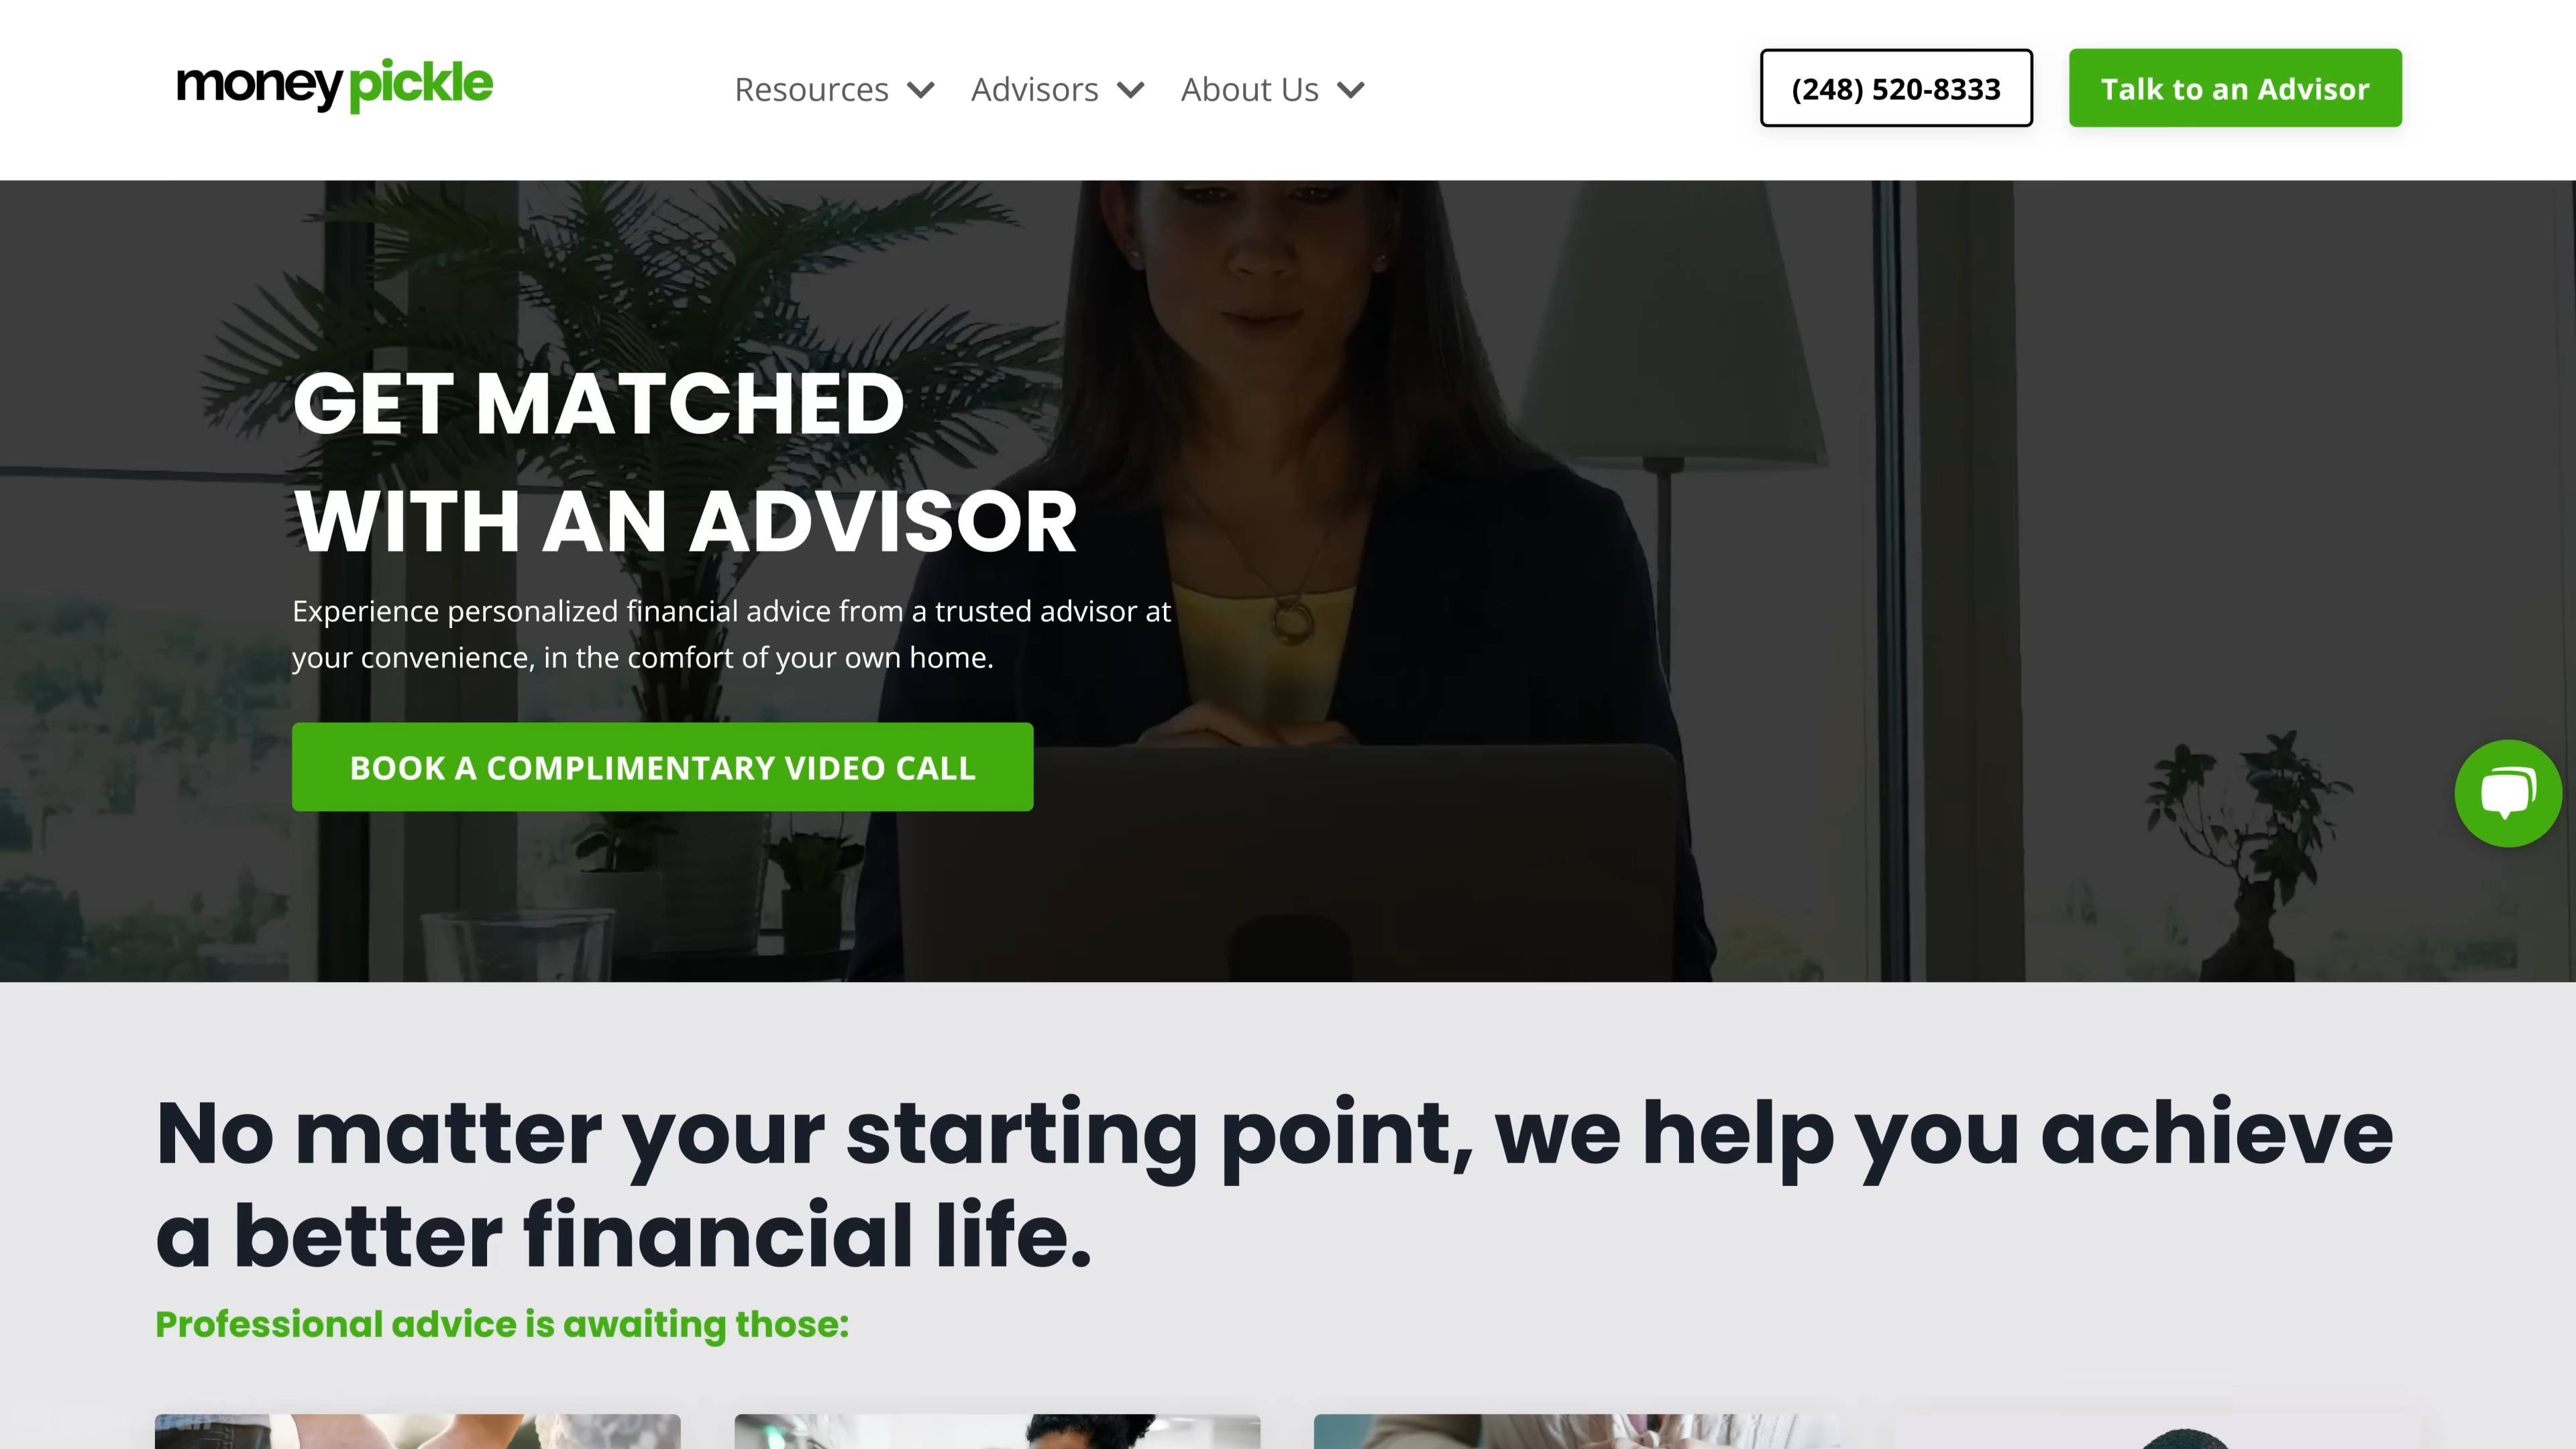 moneypickle
Resources
Advisors
About Us
(248) 520-8333
Talk to an Advisor
GET MATCHED
WITH AN ADVISOR
Experience personalized financial advice from a trusted advisor at
your convenience, in the comfort of your own home.
BOOK A COMPLIMENTARY VIDEO CALL
No matter your starting point, we help you achieve
a better financial life.
Professional advice is awaiting those: